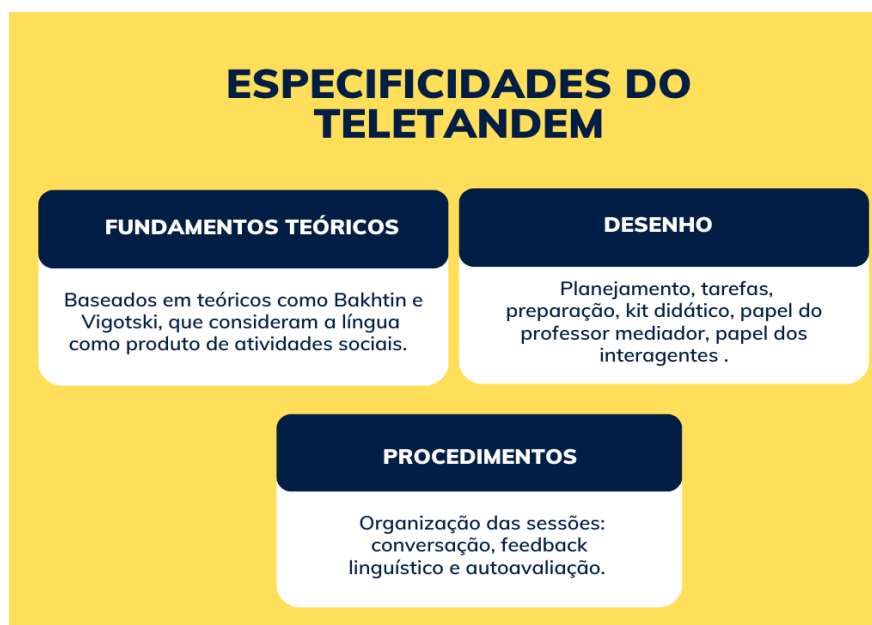 ESPECIFICIDADES DO
TELETANDEM
FUNDAMENTOS TEÓRICOS
Baseados em teóricos como Bakhtin e
Vigotski, que consideram a língua
como produto de atividades sociais.
DESENHO
Planejamento, tarefas,
preparação, kit didático, papel do
professor mediador, papel dos
interagentes .
PROCEDIMENTOS
Organização das sessões:
conversação, feedback
linguístico e autoavaliação.